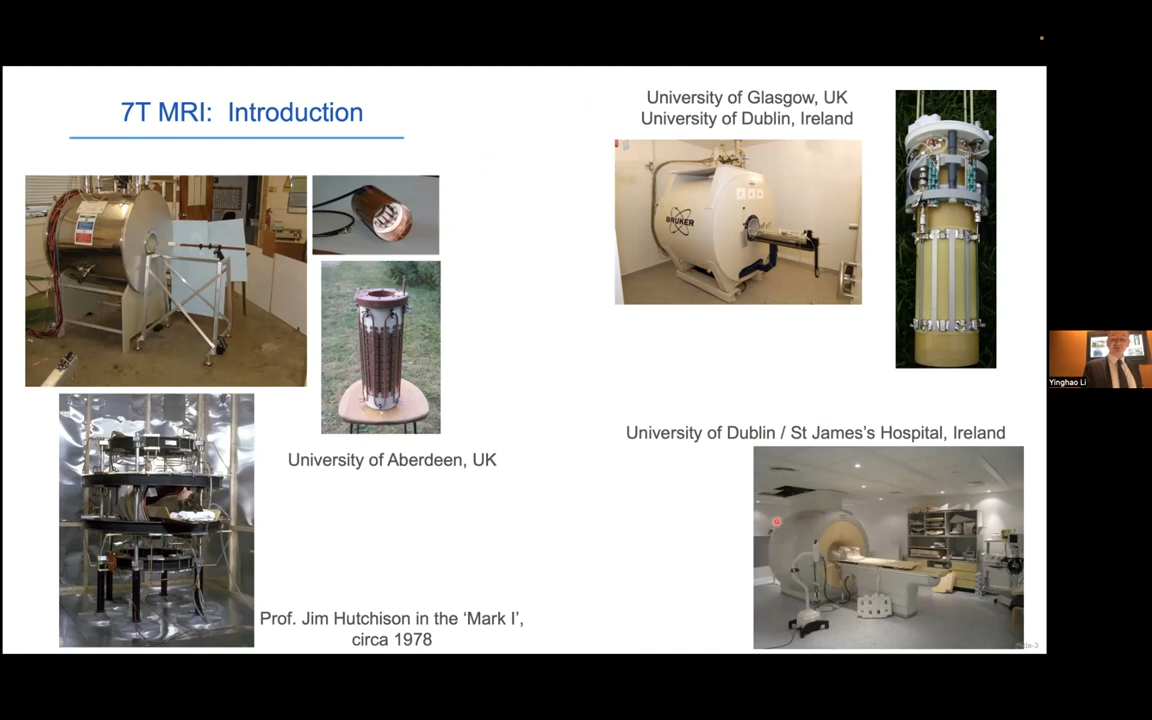 7T MRI: Introduction
University of Glasgow, UK
University of Dublin, Ireland
BRUKER
University of Aberdeen, UK
Prof. Jim Hutchison in the ‘Mark I’,
circa 1978
University of Dublin / St James’s Hospital, Ireland
Yinghao Li